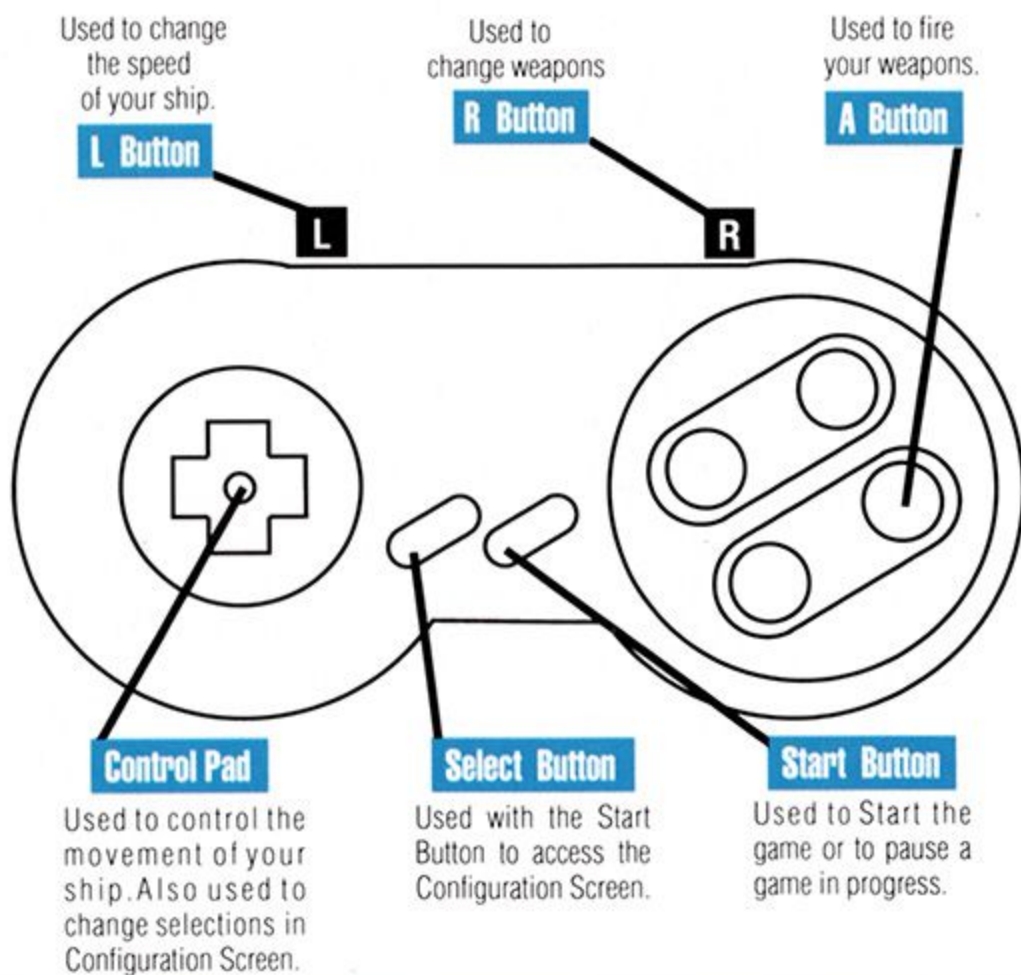 Used to change
the speed
of your ship.
L Button
Used to
change weapons
R Button
Used to fire
your weapons.
A Button
L
R
Control Pad
Used to control the
movement of your
ship. Also used to
change selections in
Configuration Screen.
Select Button
Used with the Start
Button to access the
Configuration Screen.
Start Button
Used to Start the
game or to pause a
game in progress.